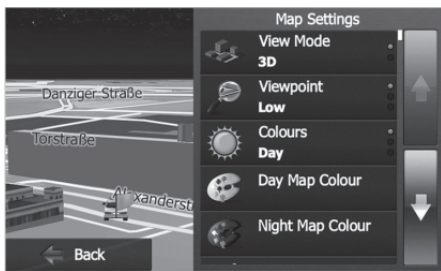 Map Settings
View Mode
3D
Viewpoint
Low
Colours
Day
Day Map Colour
Night Map Colour
Danziger Straße
Torstraße
Back